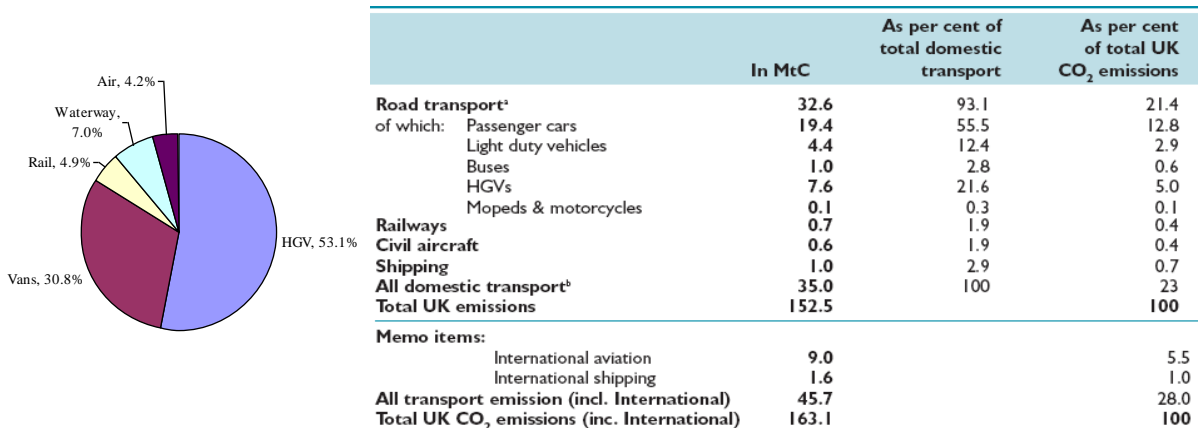 Air, 4.2%
Waterway,
7.0%
Rail, 4.9%
HGV, 53.1%
Vans, 30.8%
As per cent of As per cent
total domestic of total UK
In MtC transport CO₂ emissions
Road transportᵃ 32.6 93.1 21.4
of which: Passenger cars 19.4 55.5 12.8
Light duty vehicles 4.4 12.4 2.9
Buses 1.0 2.8 0.6
HGVs 7.6 21.6 5.0
Mopeds & motorcycles 0.1 0.3 0.1
Railways 0.7 1.9 0.4
Civil aircraft 0.6 1.9 0.4
Shipping 1.0 2.9 0.7
All domestic transportᵇ 35.0 100 23
Total UK emissions 152.5 100
Memo items:
International aviation 9.0 5.5
International shipping 1.6 1.0
All transport emission (incl. International) 45.7 28.0
Total UK CO₂ emissions (inc. International) 163.1 100